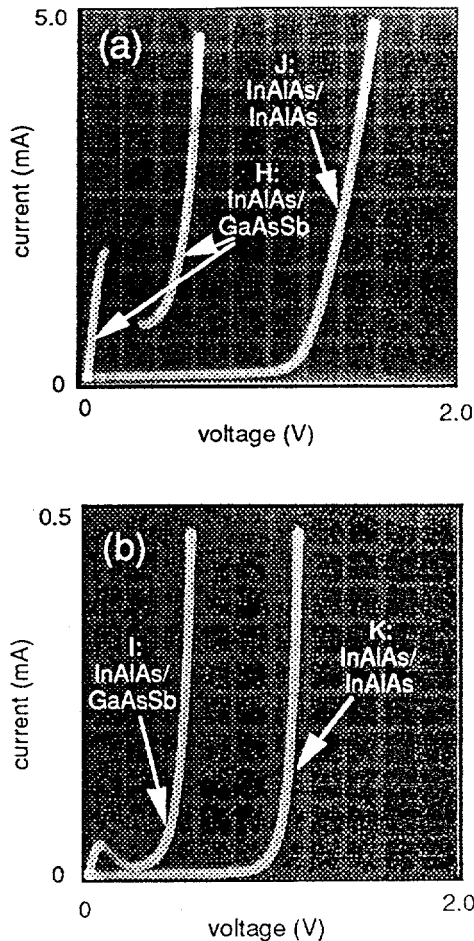 5.0
(a)
J:
InAlAs/
InAlAs
H:
InAlAs/
GaAsSb
current (mA)
0
0
2.0
voltage (V)
0.5
(b)
I:
InAlAs/
GaAsSb
K:
InAlAs/
InAlAs
current (mA)
0
0
2.0
voltage (V)